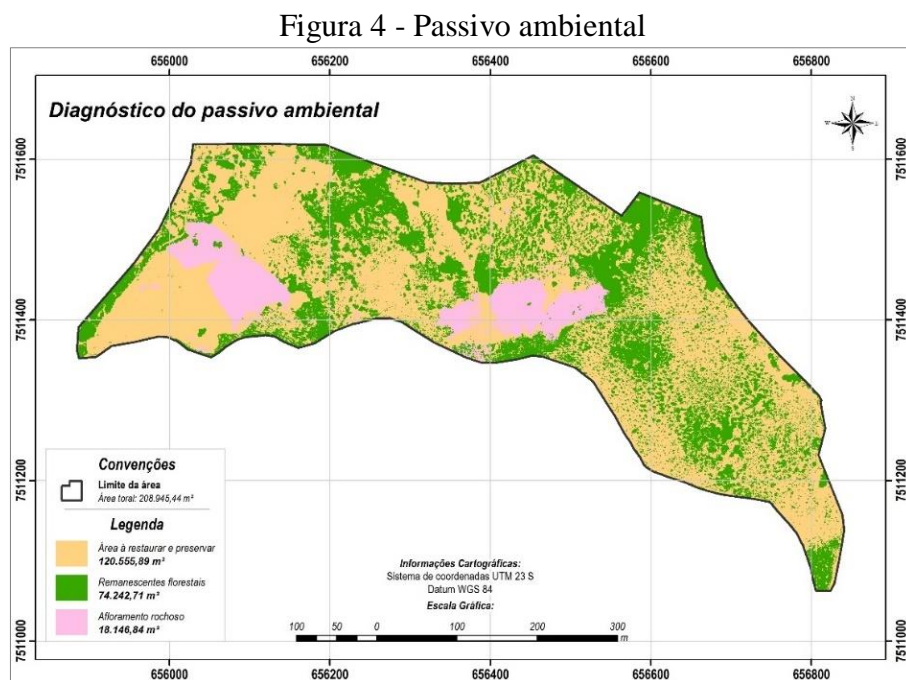 Figura 4 - Passivo ambiental
656000 656200 656400 656600 656800
Diagnóstico do passivo ambiental
N
W E
S
7511600 7511600
7511400 7511400
7511200 7511200
7511000 7511000
Convenções
Limite da área
Área toral: 208.945,44 m²
Legenda
Área à restaurar e preservar
120.555,89 m²
Remanescentes florestais
74.242,71 m²
Afloramento rochoso
18.146,84 m²
Informações Cartográficas:
Sistema de coordenadas UTM 23 S
Datum WGS 84
Escala Gráfica:
100 50 0 100 200 300
m
656000 656200 656400 656600 656800